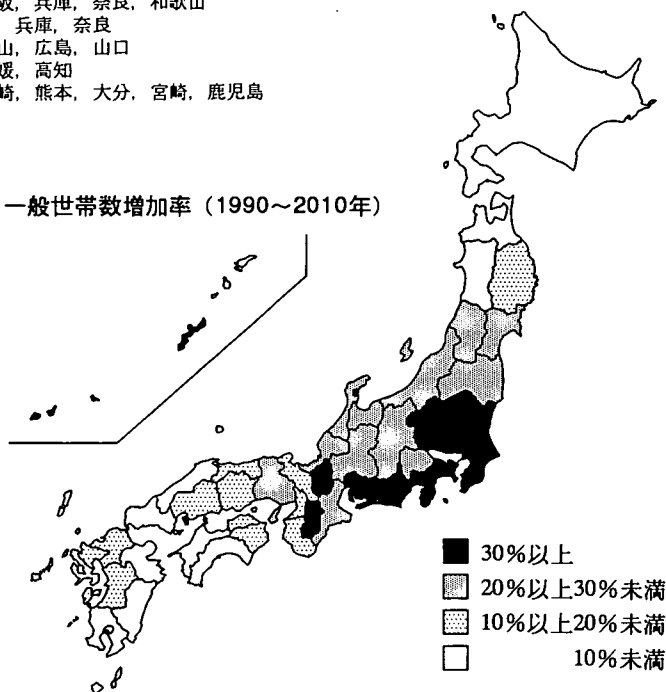 兵庫, 奈良, 和歌山
兵庫, 奈良
山, 広島, 山口
媛, 高知
崎, 熊本, 大分, 宮崎, 鹿児島
一般世帯数増加率（1990～2010年）
30%以上
20%以上30%未満
10%以上20%未満
10%未満